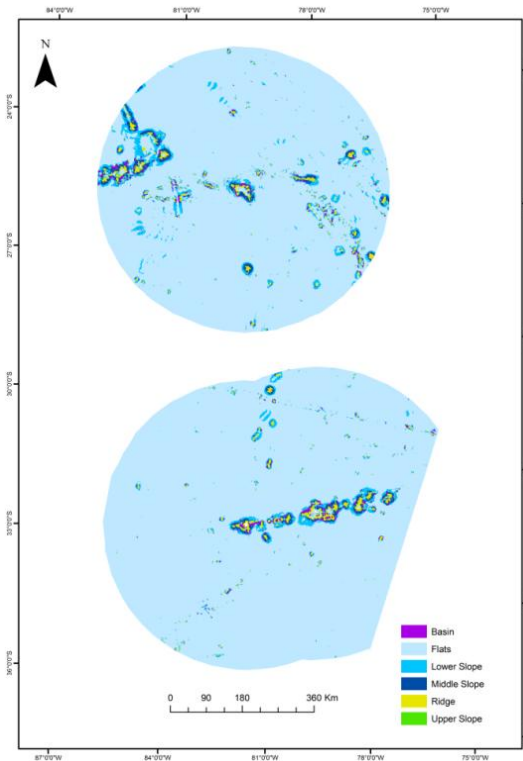 84°0'0"W 81°0'0"W 78°0'0"W 75°0'0"W
N
24°0'0"S
27°0'0"S
30°0'0"S
33°0'0"S
36°0'0"S
Basin
Flats
Lower Slope
Middle Slope
Ridge
Upper Slope
0 90 180 360 Km
87°0'0"W 84°0'0"W 81°0'0"W 78°0'0"W 75°0'0"W